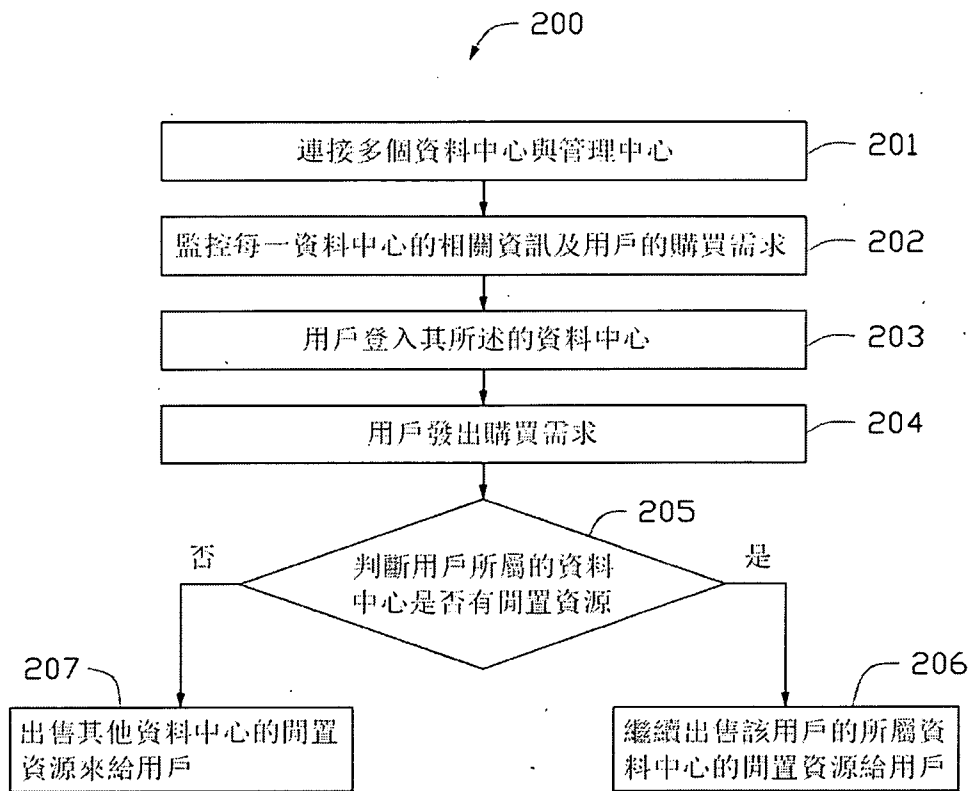 200
連接多個資料中心與管理中心
201
監控每一資料中心的相關資訊及用戶的購買需求
202
用戶登入其所述的資料中心
203
用戶發出購買需求
204
205
判斷用戶所屬的資料
中心是否有閒置資源
否
是
207
出售其他資料中心的閒置
資源來給用戶
206
繼續出售該用戶的所屬資
料中心的閒置資源給用戶